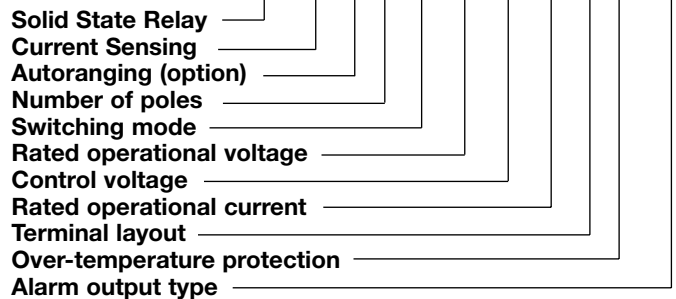 Solid State Relay
Current Sensing
Autoranging (option)
Number of poles
Switching mode
Rated operational voltage
Control voltage
Rated operational current
Terminal layout
Over-temperature protection
Alarm output type